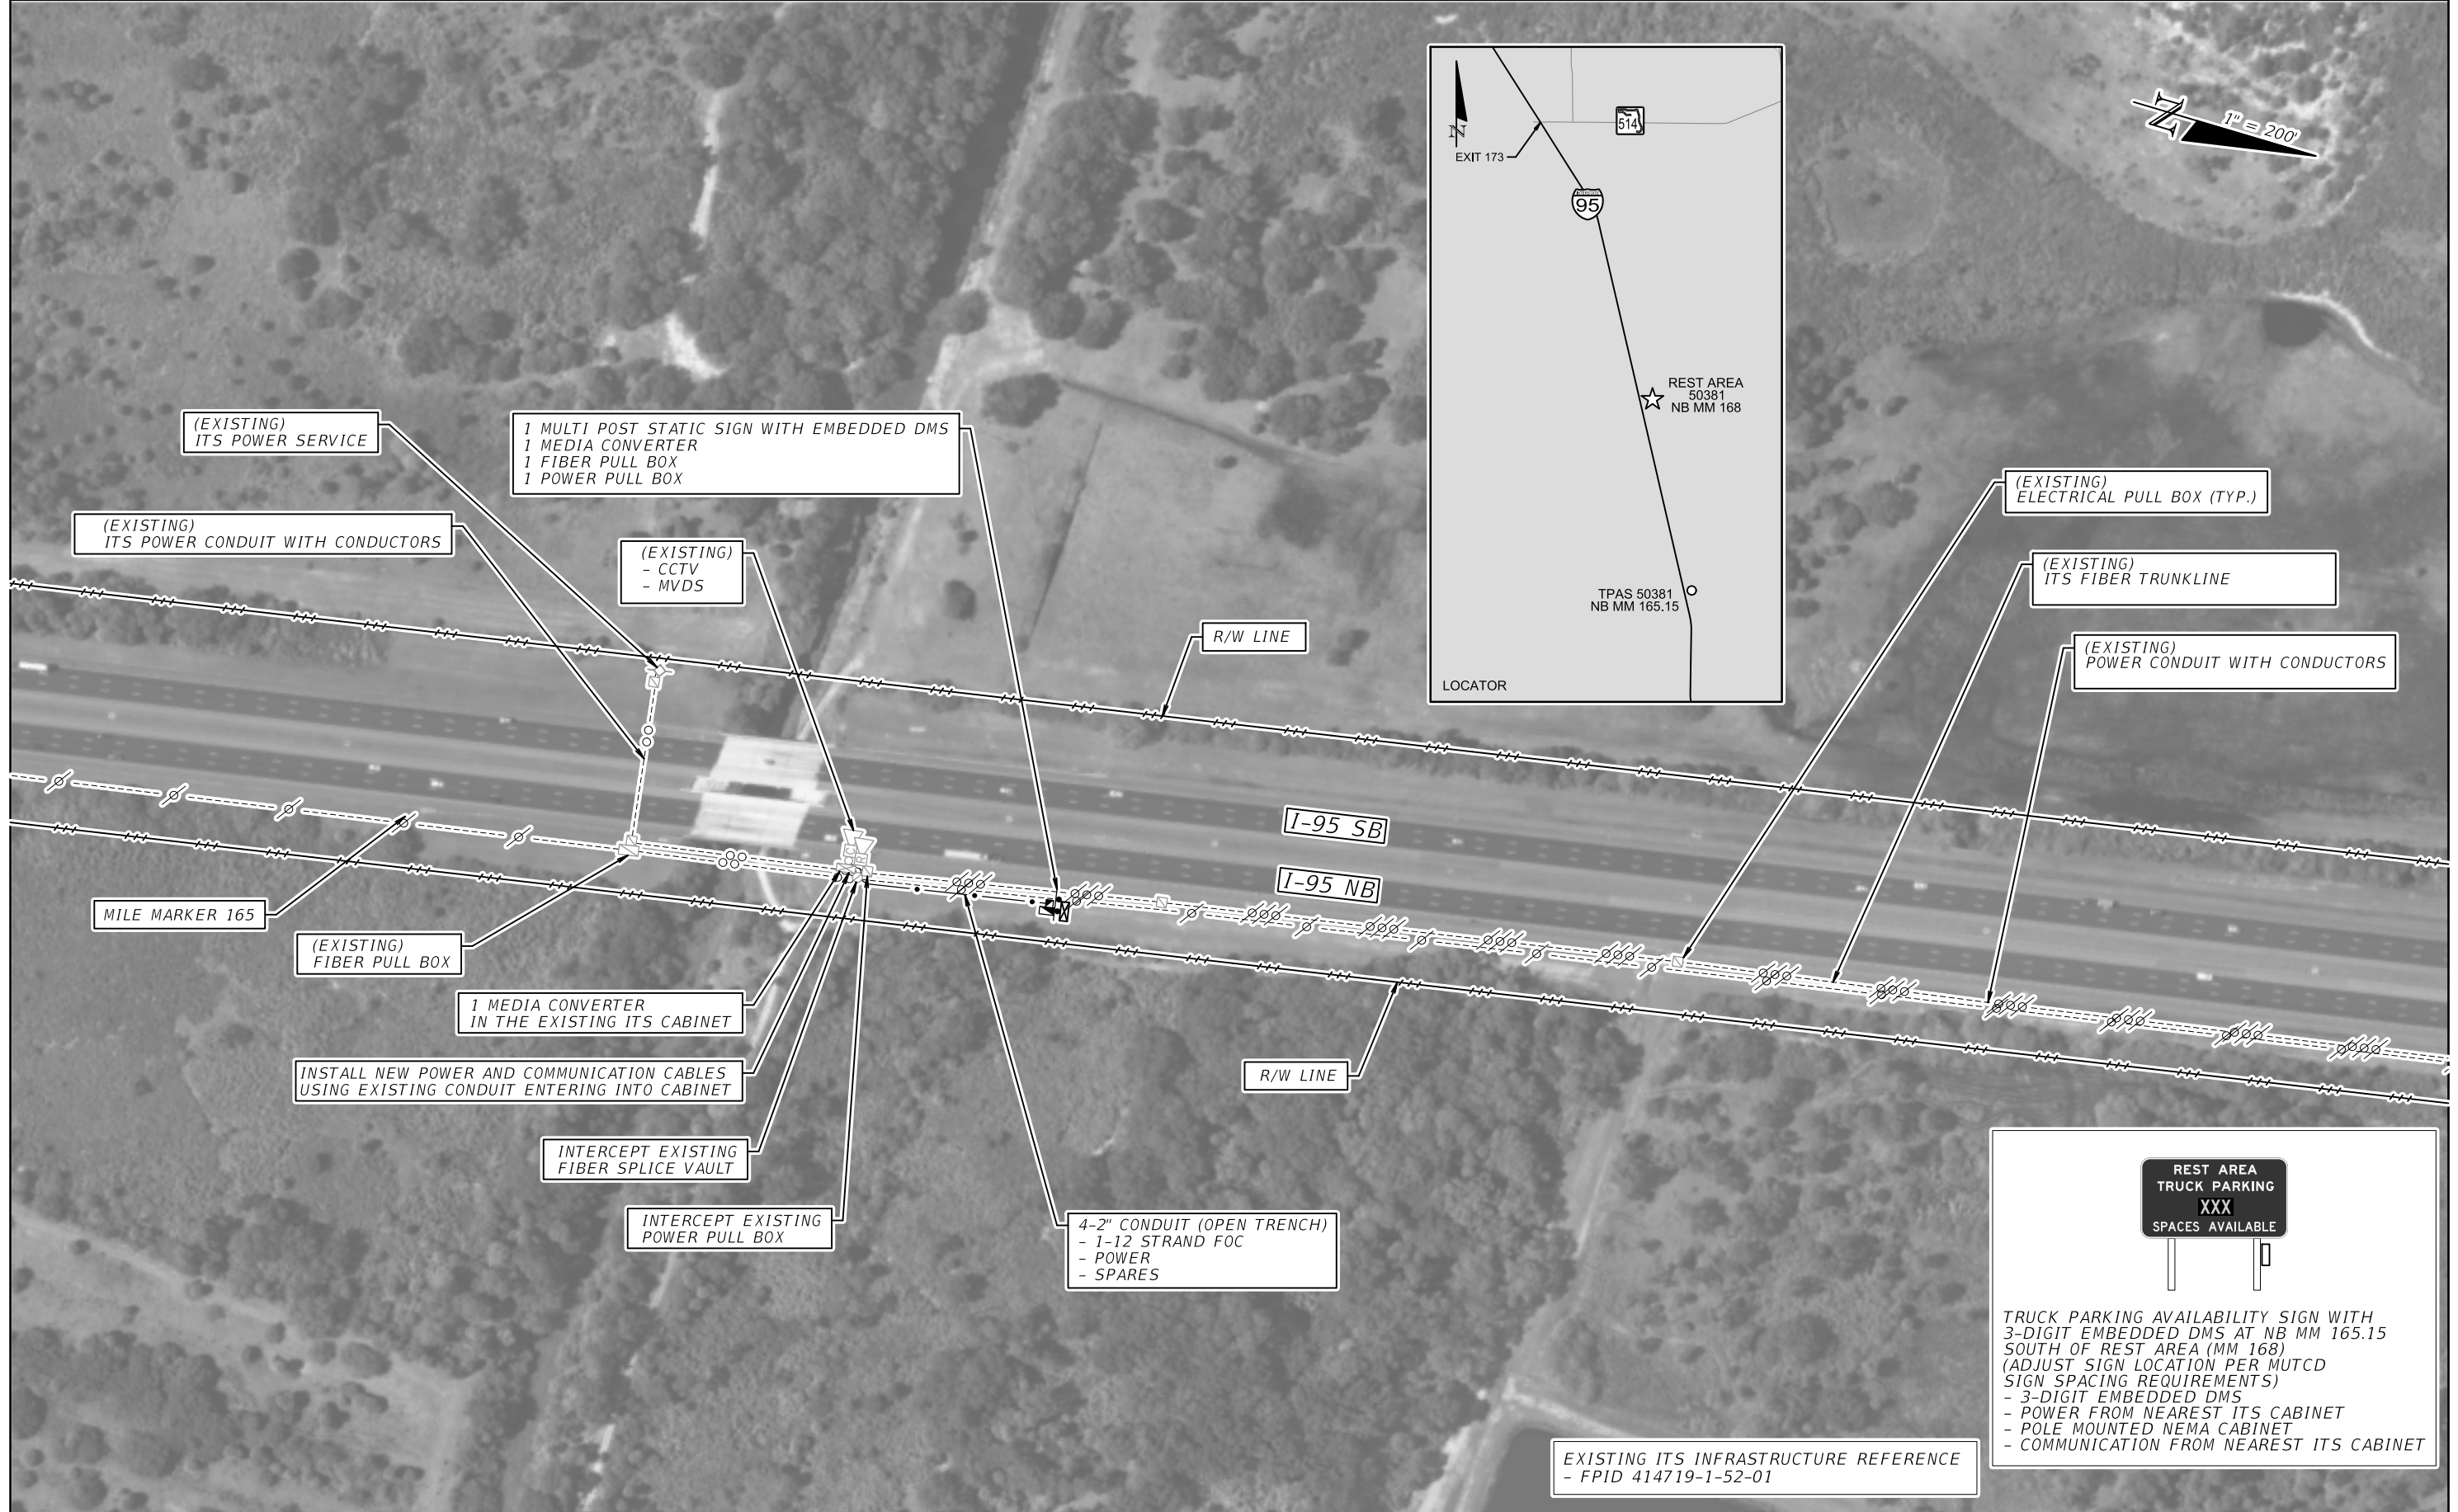 N
1" = 200'
EXIT 173
514
95
REST AREA
50381
NB MM 168
TPAS 50381
NB MM 165.15
LOCATOR
N
(EXISTING)
ITS POWER SERVICE
1 MULTI POST STATIC SIGN WITH EMBEDDED DMS
1 MEDIA CONVERTER
1 FIBER PULL BOX
1 POWER PULL BOX
(EXISTING)
ITS POWER CONDUIT WITH CONDUCTORS
(EXISTING)
- CCTV
- MVDS
R/W LINE
(EXISTING)
ELECTRICAL PULL BOX (TYP.)
(EXISTING)
ITS FIBER TRUNKLINE
(EXISTING)
POWER CONDUIT WITH CONDUCTORS
I-95 SB
I-95 NB
MILE MARKER 165
(EXISTING)
FIBER PULL BOX
1 MEDIA CONVERTER
IN THE EXISTING ITS CABINET
INSTALL NEW POWER AND COMMUNICATION CABLES
USING EXISTING CONDUIT ENTERING INTO CABINET
INTERCEPT EXISTING
FIBER SPLICE VAULT
INTERCEPT EXISTING
POWER PULL BOX
R/W LINE
4-2" CONDUIT (OPEN TRENCH)
- 1-12 STRAND FOC
- POWER
- SPARES
REST AREA
TRUCK PARKING
XXX
SPACES AVAILABLE
TRUCK PARKING AVAILABILITY SIGN WITH
3-DIGIT EMBEDDED DMS AT NB MM 165.15
SOUTH OF REST AREA (MM 168)
(ADJUST SIGN LOCATION PER MUTCD
SIGN SPACING REQUIREMENTS)
- 3-DIGIT EMBEDDED DMS
- POWER FROM NEAREST ITS CABINET
- POLE MOUNTED NEMA CABINET
- COMMUNICATION FROM NEAREST ITS CABINET
EXISTING ITS INFRASTRUCTURE REFERENCE
- FPID 414719-1-52-01